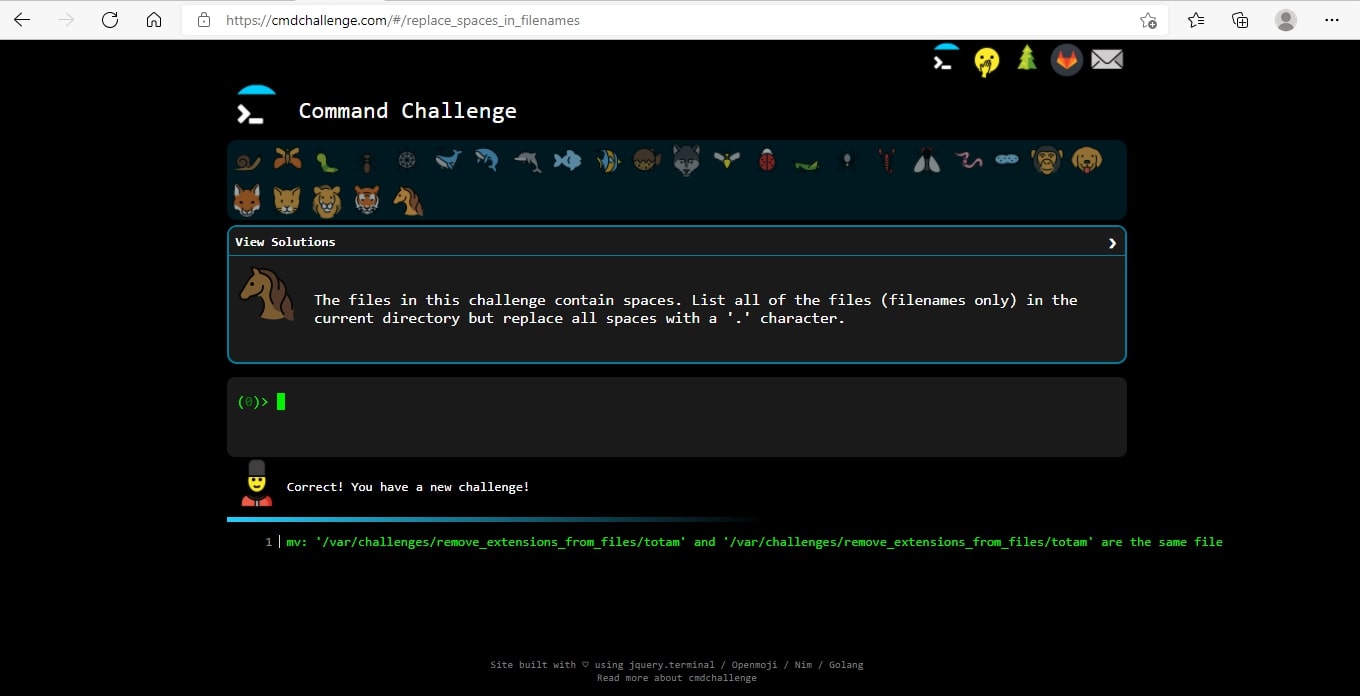 https://cmdchallenge.com/#/replace_spaces_in_filenames
Command Challenge
View Solutions
The files in this challenge contain spaces. List all of the files (filenames only) in the
current directory but replace all spaces with a '.' character.
(0)>
Correct! You have a new challenge!
1 mv: '/var/challenges/remove_extensions_from_files/totam' and '/var/challenges/remove_extensions_from_files/totam' are the same file
Site built with ♡ using jquery.terminal / Openmoji / Nim / Golang
Read more about cmdchallenge